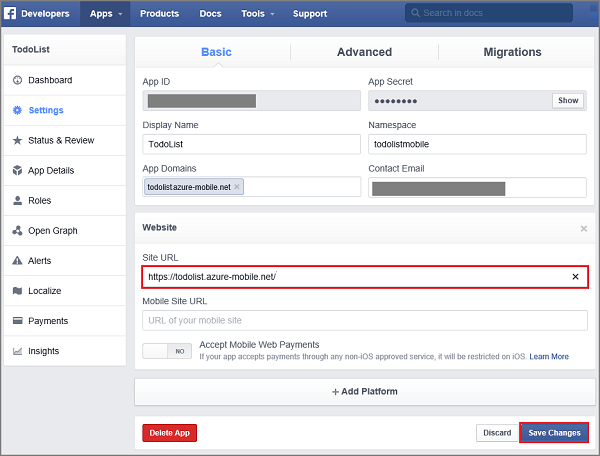 f Developers Apps Products Docs Tools Support Search in docs
TodoList
Dashboard
Settings
Status & Review
App Details
Roles
Open Graph
Alerts
Localize
Payments
Insights
Basic Advanced Migrations
App ID App Secret
●●●●●●●● Show
Display Name Namespace
TodoList todolistmobile
App Domains Contact Email
todolist.azure-mobile.net ×
Website ×
Site URL
https://todolist.azure-mobile.net/ ×
Mobile Site URL
URL of your mobile site
NO Accept Mobile Web Payments
If your app accepts payments through any non-iOS approved service, it will be restricted on iOS. Learn More
+ Add Platform
Delete App Discard Save Changes